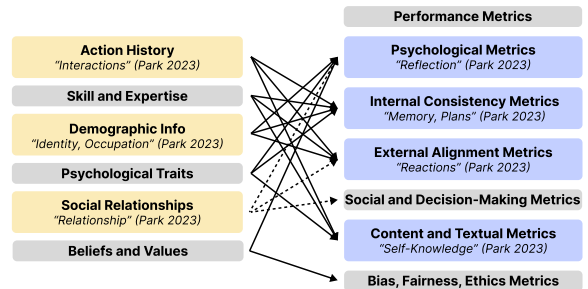 Action History
“Interactions” (Park 2023)
Skill and Expertise
Demographic Info
“Identity, Occupation” (Park 2023)
Psychological Traits
Social Relationships
“Relationship” (Park 2023)
Beliefs and Values
Performance Metrics
Psychological Metrics
“Reflection” (Park 2023)
Internal Consistency Metrics
“Memory, Plans” (Park 2023)
External Alignment Metrics
“Reactions” (Park 2023)
Social and Decision-Making Metrics
Content and Textual Metrics
“Self-Knowledge” (Park 2023)
Bias, Fairness, Ethics Metrics